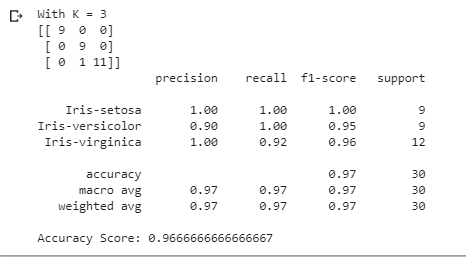 With K = 3
[[ 9 0 0]
[ 0 9 0]
[ 0 1 11]]
precision recall f1-score support
Iris-setosa 1.00 1.00 1.00 9
Iris-versicolor 0.90 1.00 0.95 9
Iris-virginica 1.00 0.92 0.96 12
accuracy 0.97 30
macro avg 0.97 0.97 0.97 30
weighted avg 0.97 0.97 0.97 30
Accuracy Score: 0.9666666666666667